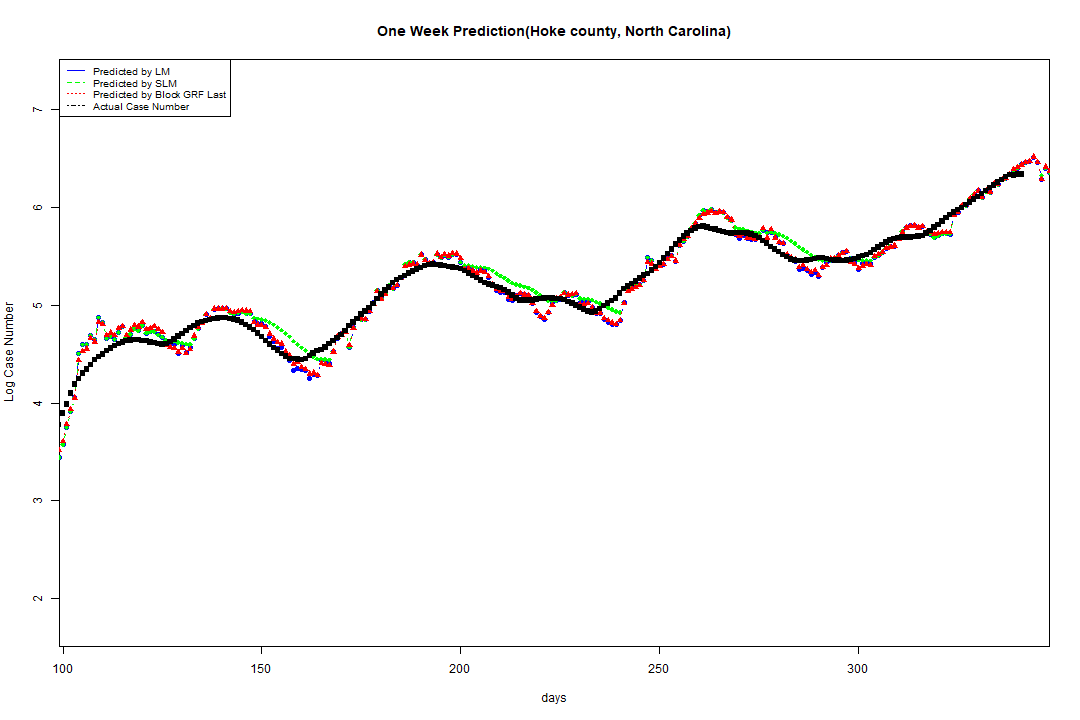 One Week Prediction(Hoke county, North Carolina)
Predicted by LM
Predicted by SLM
Predicted by Block GRF Last
Actual Case Number
7
6
5
4
3
2
Log Case Number
100 150 200 250 300
days